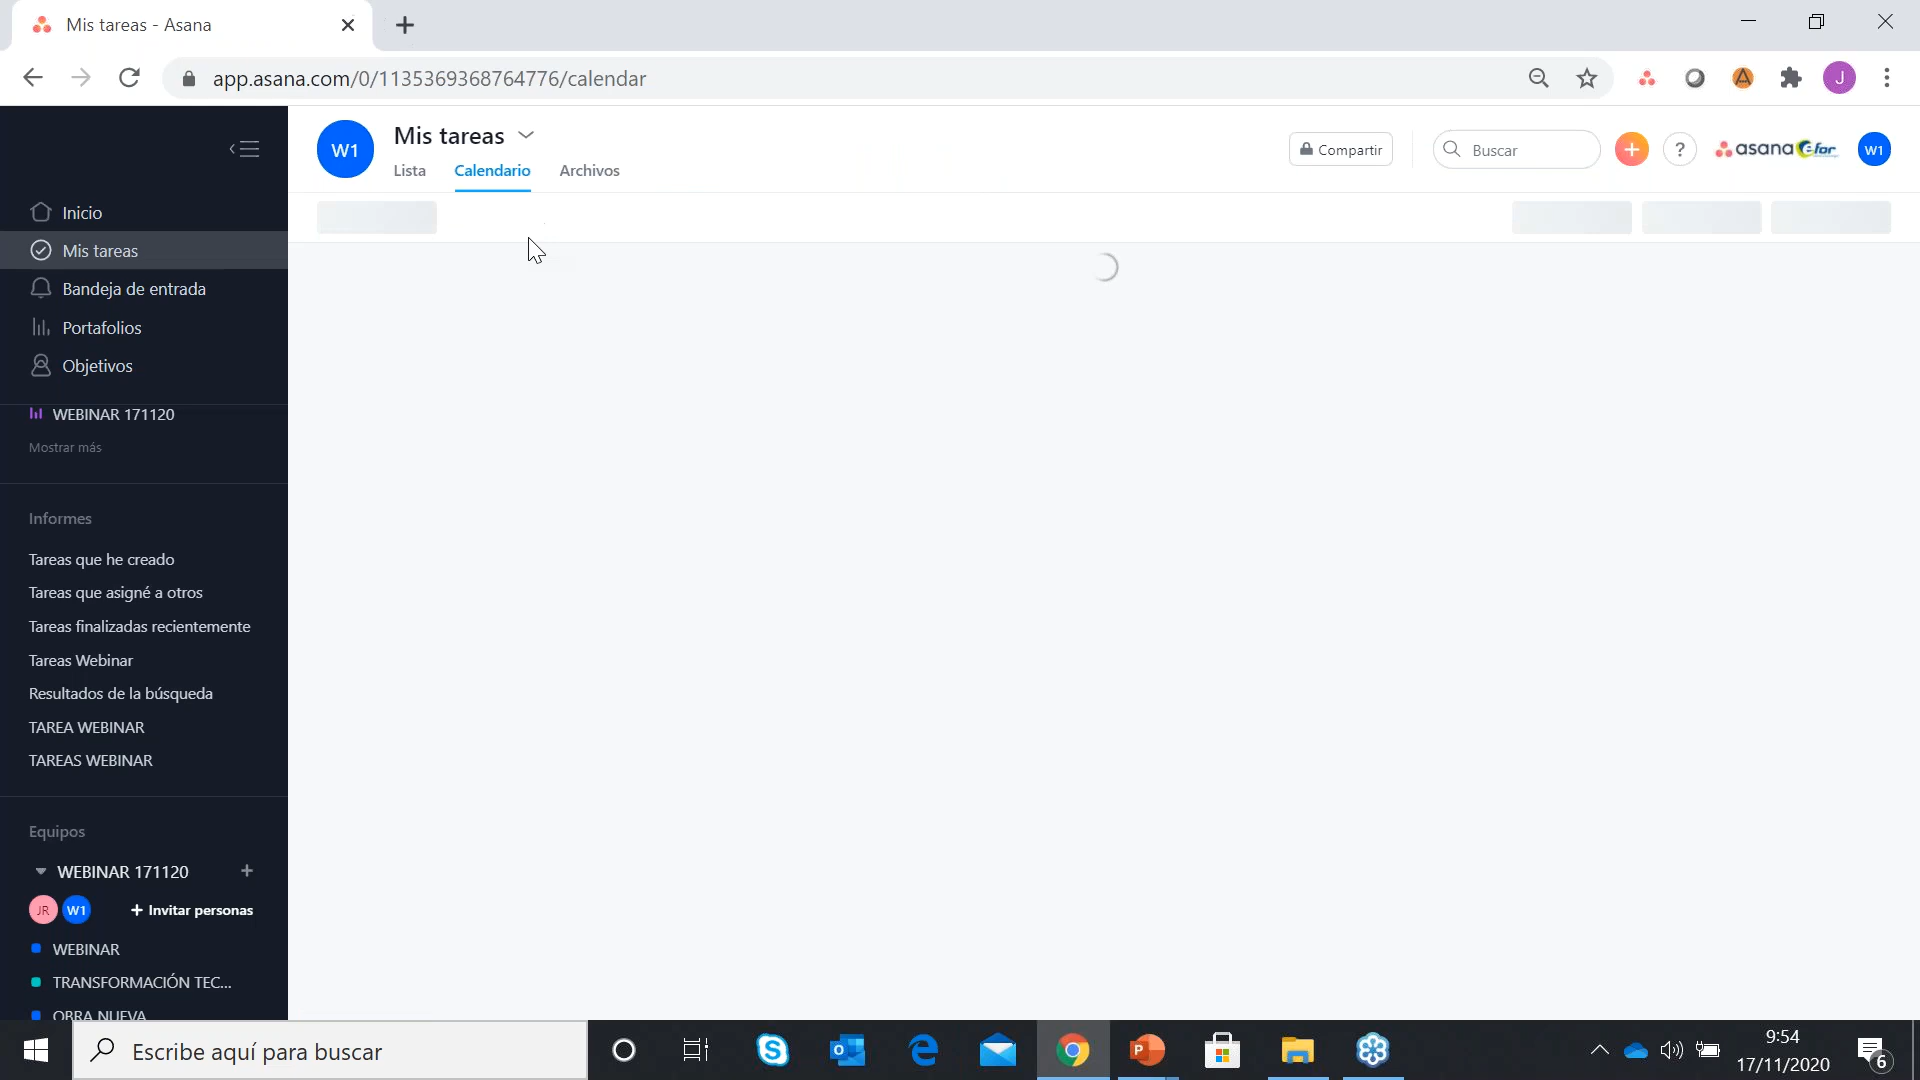 Mis tareas - Asana
app.asana.com/0/1135369368764776/calendar
J
W1
Mis tareas
Lista
Calendario
Archivos
Compartir
Buscar
+
?
asana efor
W1
Inicio
Mis tareas
Bandeja de entrada
Portafolios
Objetivos
WEBINAR 171120
Mostrar más
Informes
Tareas que he creado
Tareas que asigné a otros
Tareas finalizadas recientemente
Tareas Webinar
Resultados de la búsqueda
TAREA WEBINAR
TAREAS WEBINAR
Equipos
WEBINAR 171120 +
JR W1 + Invitar personas
WEBINAR
TRANSFORMACIÓN TEC...
OBRA NUEVA
Escribe aquí para buscar
9:54
17/11/2020
6